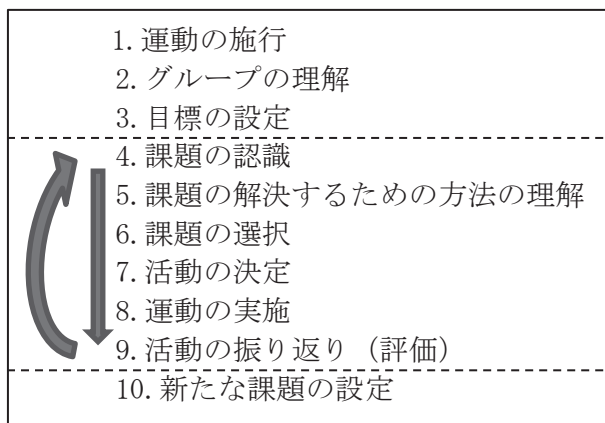 1.運動の施行
2.グループの理解
3.目標の設定
4.課題の認識
5.課題の解決するための方法の理解
6.課題の選択
7.活動の決定
8.運動の実施
9.活動の振り返り（評価）
10.新たな課題の設定